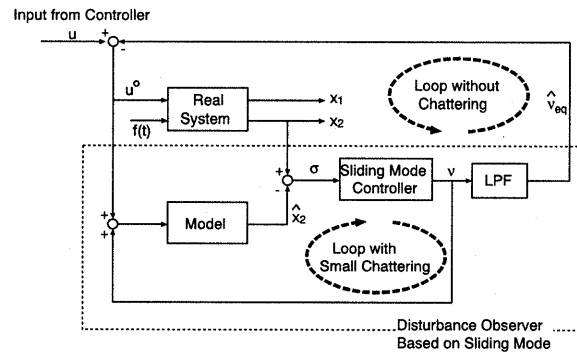 Input from Controller
u
+
-
u°
Real
System
f(t)
x₁
x₂
Loop without
Chattering
v̂eq
+
-
σ
Sliding Mode
Controller
ν
LPF
+
+
Model
x̂₂
Loop with
Small Chattering
Disturbance Observer
Based on Sliding Mode